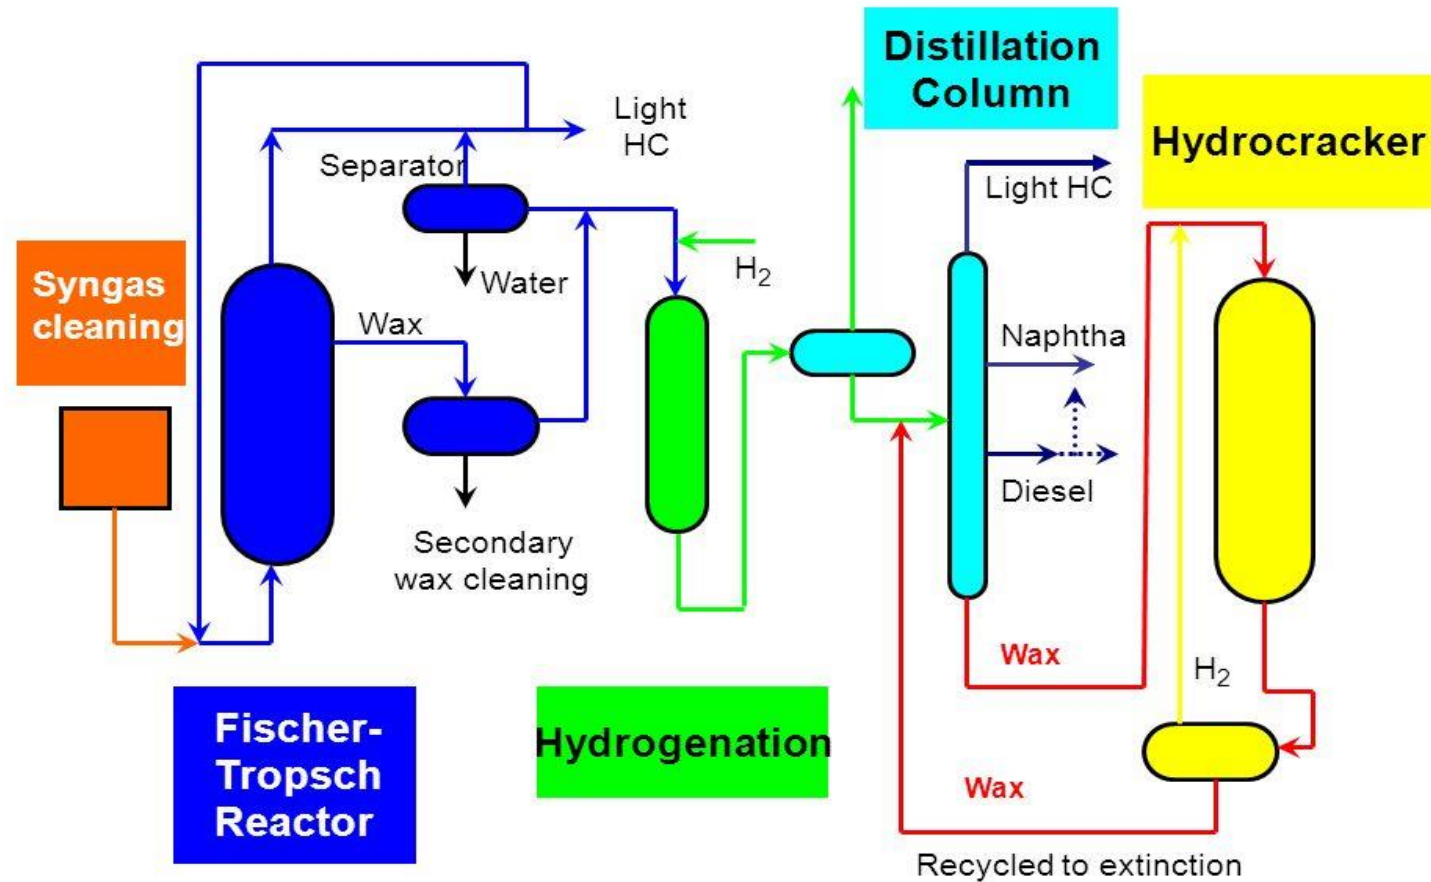 Distillation
Column
Hydrocracker
Light
HC
Separator
Light HC
Syngas
cleaning
Water
H2
Wax
Naphtha
Diesel
Secondary
wax cleaning
Wax
H2
Fischer-
Tropsch
Reactor
Hydrogenation
Wax
Recycled to extinction